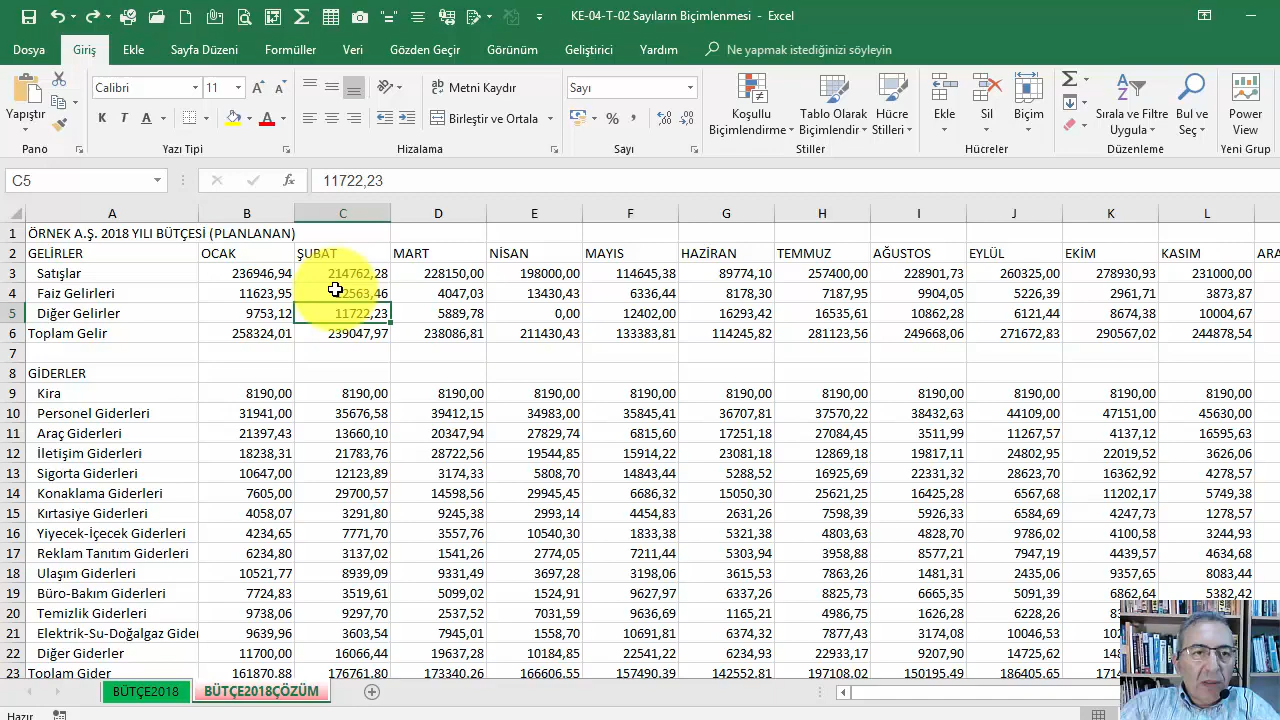 KE-04-T-02 Sayıların Biçimlenmesi - Excel
Dosya Giriş Ekle Sayfa Düzeni Formüller Veri Gözden Geçir Görünüm Geliştirici Yardım Ne yapmak istediğinizi söyleyin
Yapıştır
Calibri 11
K T A
Metni Kaydır
Birleştir ve Ortala
Sayı
Koşullu Biçimlendirme
Tablo Olarak Biçimlendir
Hücre Stilleri
Ekle Sil Biçim
Sırala ve Filtre Uygula
Bul ve Seç
Power View
Pano Yazı Tipi Hizalama Sayı Stiller Hücreler Düzenleme Yeni Grup
C5 fx 11722,23
A B C D E F G H I J K L
1 ÖRNEK A.Ş. 2018 YILI BÜTÇESİ (PLANLANAN)
2 GELİRLER OCAK ŞUBAT MART NİSAN MAYIS HAZİRAN TEMMUZ AĞUSTOS EYLÜL EKİM KASIM ARA
3 Satışlar 236946,94 214762,28 228150,00 198000,00 114645,38 89774,10 257400,00 228901,73 260325,00 278930,93 231000,00
4 Faiz Gelirleri 11623,95 2563,46 4047,03 13430,43 6336,44 8178,30 7187,95 9904,05 5226,39 2961,71 3873,87
5 Diğer Gelirler 9753,12 11722,23 5889,78 0,00 12402,00 16293,42 16535,61 10862,28 6121,44 8674,38 10004,67
6 Toplam Gelir 258324,01 239047,97 238086,81 211430,43 133383,81 114245,82 281123,56 249668,06 271672,83 290567,02 244878,54
7
8 GİDERLER
9 Kira 8190,00 8190,00 8190,00 8190,00 8190,00 8190,00 8190,00 8190,00 8190,00 8190,00 8190,00
10 Personel Giderleri 31941,00 35676,58 39412,15 34983,00 35845,41 36707,81 37570,22 38432,63 44109,00 47151,00 45630,00
11 Araç Giderleri 21397,43 13660,10 20347,94 27829,74 6815,60 17251,18 27084,45 3511,99 11267,57 4137,12 16595,63
12 İletişim Giderleri 18238,31 21783,76 28722,56 19544,85 15914,22 23081,18 12869,18 19817,11 24802,95 22019,52 3626,06
13 Sigorta Giderleri 10647,00 12123,89 3174,33 5808,70 14843,44 5288,52 16925,69 22331,32 28623,70 16362,92 4278,57
14 Konaklama Giderleri 7605,00 29700,57 14598,56 29945,45 6686,32 15050,30 25621,25 16425,28 6567,68 11202,17 5749,38
15 Kırtasiye Giderleri 4058,07 3291,80 9245,38 2993,14 4454,83 2631,26 7598,39 5926,33 6584,69 4247,73 1278,57
16 Yiyecek-İçecek Giderleri 4234,65 7771,70 3557,76 10540,30 1833,38 5321,38 4803,63 4828,70 9786,02 4100,58 3244,93
17 Reklam Tanıtım Giderleri 6234,80 3137,02 1541,26 2774,05 7211,44 5303,94 3958,88 8577,21 7947,19 4439,57 4634,68
18 Ulaşım Giderleri 10521,77 8939,09 9331,49 3697,28 3198,06 3615,53 7863,26 1481,31 2435,06 9357,65 8083,44
19 Büro-Bakım Giderleri 7724,83 3519,61 5099,02 1524,91 9627,97 6337,26 8825,73 6665,35 5091,39 6862,64 5382,42
20 Temizlik Giderleri 9738,06 9297,70 2537,52 7031,59 9636,69 1165,21 4986,75 1626,28 6228,26
21 Elektrik-Su-Doğalgaz Gider 9639,96 3603,54 7945,01 1558,70 10691,81 6374,32 7877,43 3174,08 10046,53
22 Diğer Giderler 11700,00 16066,44 19637,28 10184,85 22541,22 6234,93 22933,17 9207,90 14725,62
23 Toplam Gider 161870,88 176761,80 173340,26 166606,55 157490,39 142552,81 197108,02 150195,49
BÜTÇE2018 BÜTÇE2018ÇÖZÜM
Hazır